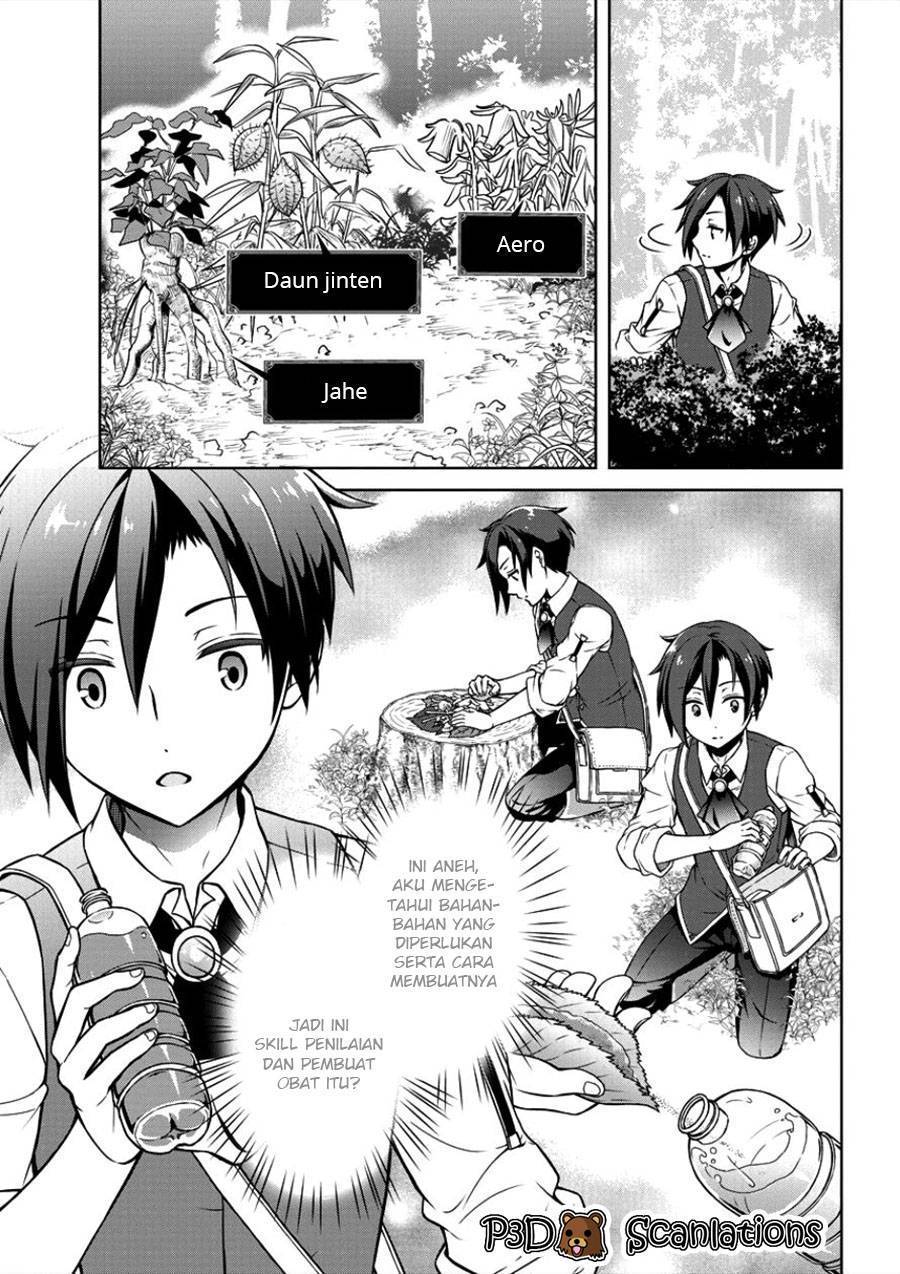 Aero
Daun jinten
Jahe
INI ANEH,
AKU MENGE-
TAHUI BAHAN-
BAHAN YANG
DIPERLUKAN
SERTA CARA
MEMBUATNYA
JADI INI
SKILL PENILAIAN
DAN PEMBUAT
OBAT ITU?
P3D Scanlations